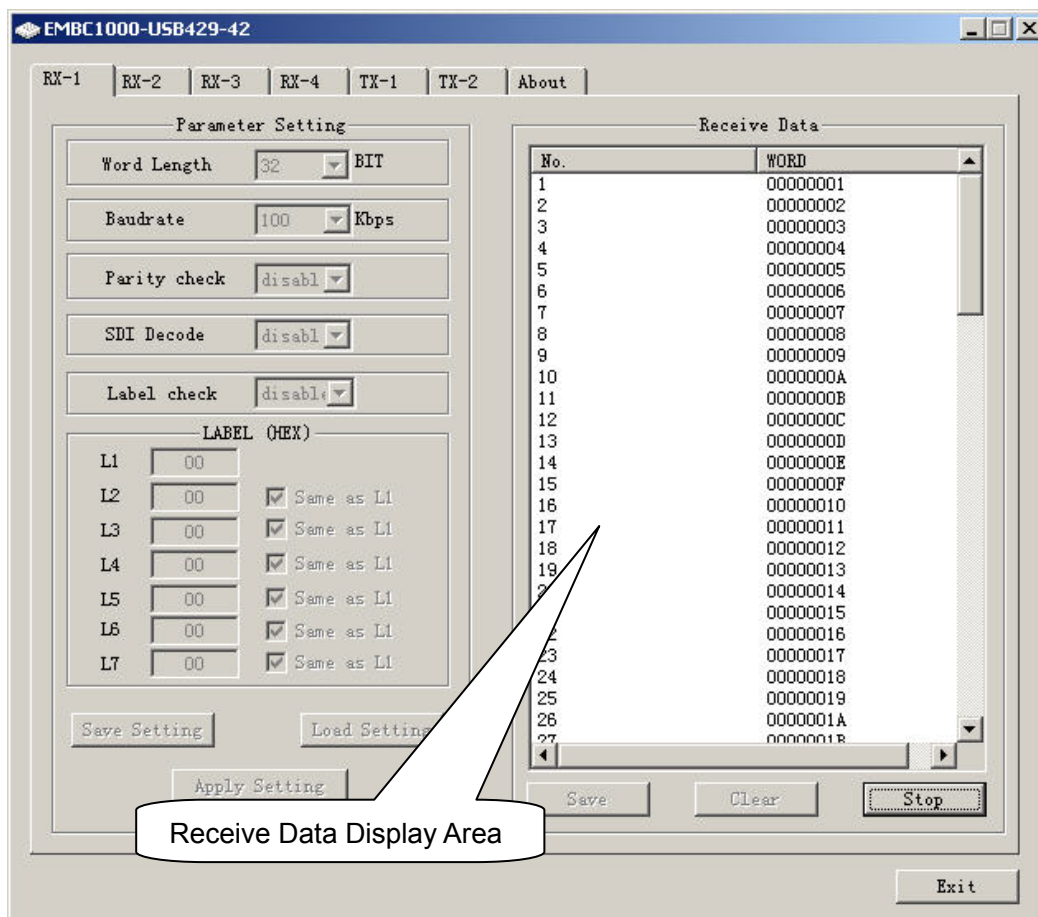 EMBC1000-USB429-42
RX-1 RX-2 RX-3 RX-4 TX-1 TX-2 About
Parameter Setting
Word Length 32 BIT
Baudrate 100 Kbps
Parity check disabl
SDI Decode disabl
Label check disable
LABEL (HEX)
L1 00
L2 00 Same as L1
L3 00 Same as L1
L4 00 Same as L1
L5 00 Same as L1
L6 00 Same as L1
L7 00 Same as L1
Save Setting Load Setting
Apply Setting
Receive Data
No. WORD
1 00000001
2 00000002
3 00000003
4 00000004
5 00000005
6 00000006
7 00000007
8 00000008
9 00000009
10 0000000A
11 0000000B
12 0000000C
13 0000000D
14 0000000E
15 0000000F
16 00000010
17 00000011
18 00000012
19 00000013
00000014
00000015
00000016
23 00000017
24 00000018
25 00000019
26 0000001A
27 0000001B
Save Clear Stop
Receive Data Display Area
Exit